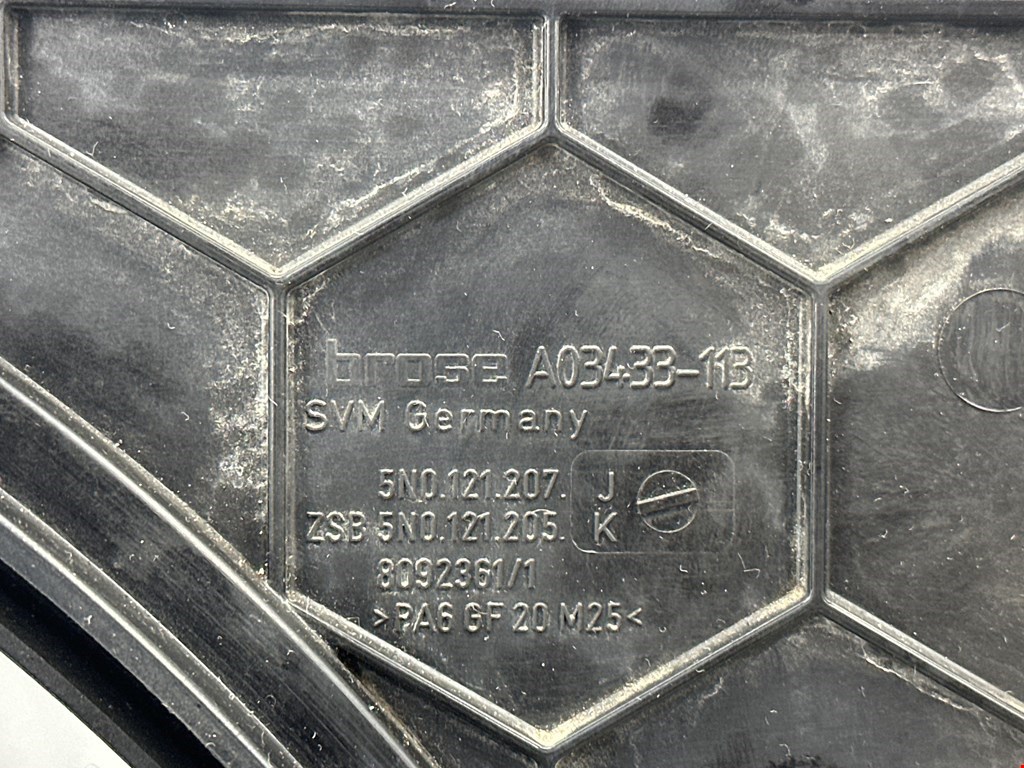 brose A03433-113
SVM Germany
5N0.121.207. J
ZSB 5N0.121.205. K
8092361/1
>PA6 GF 20 M25<